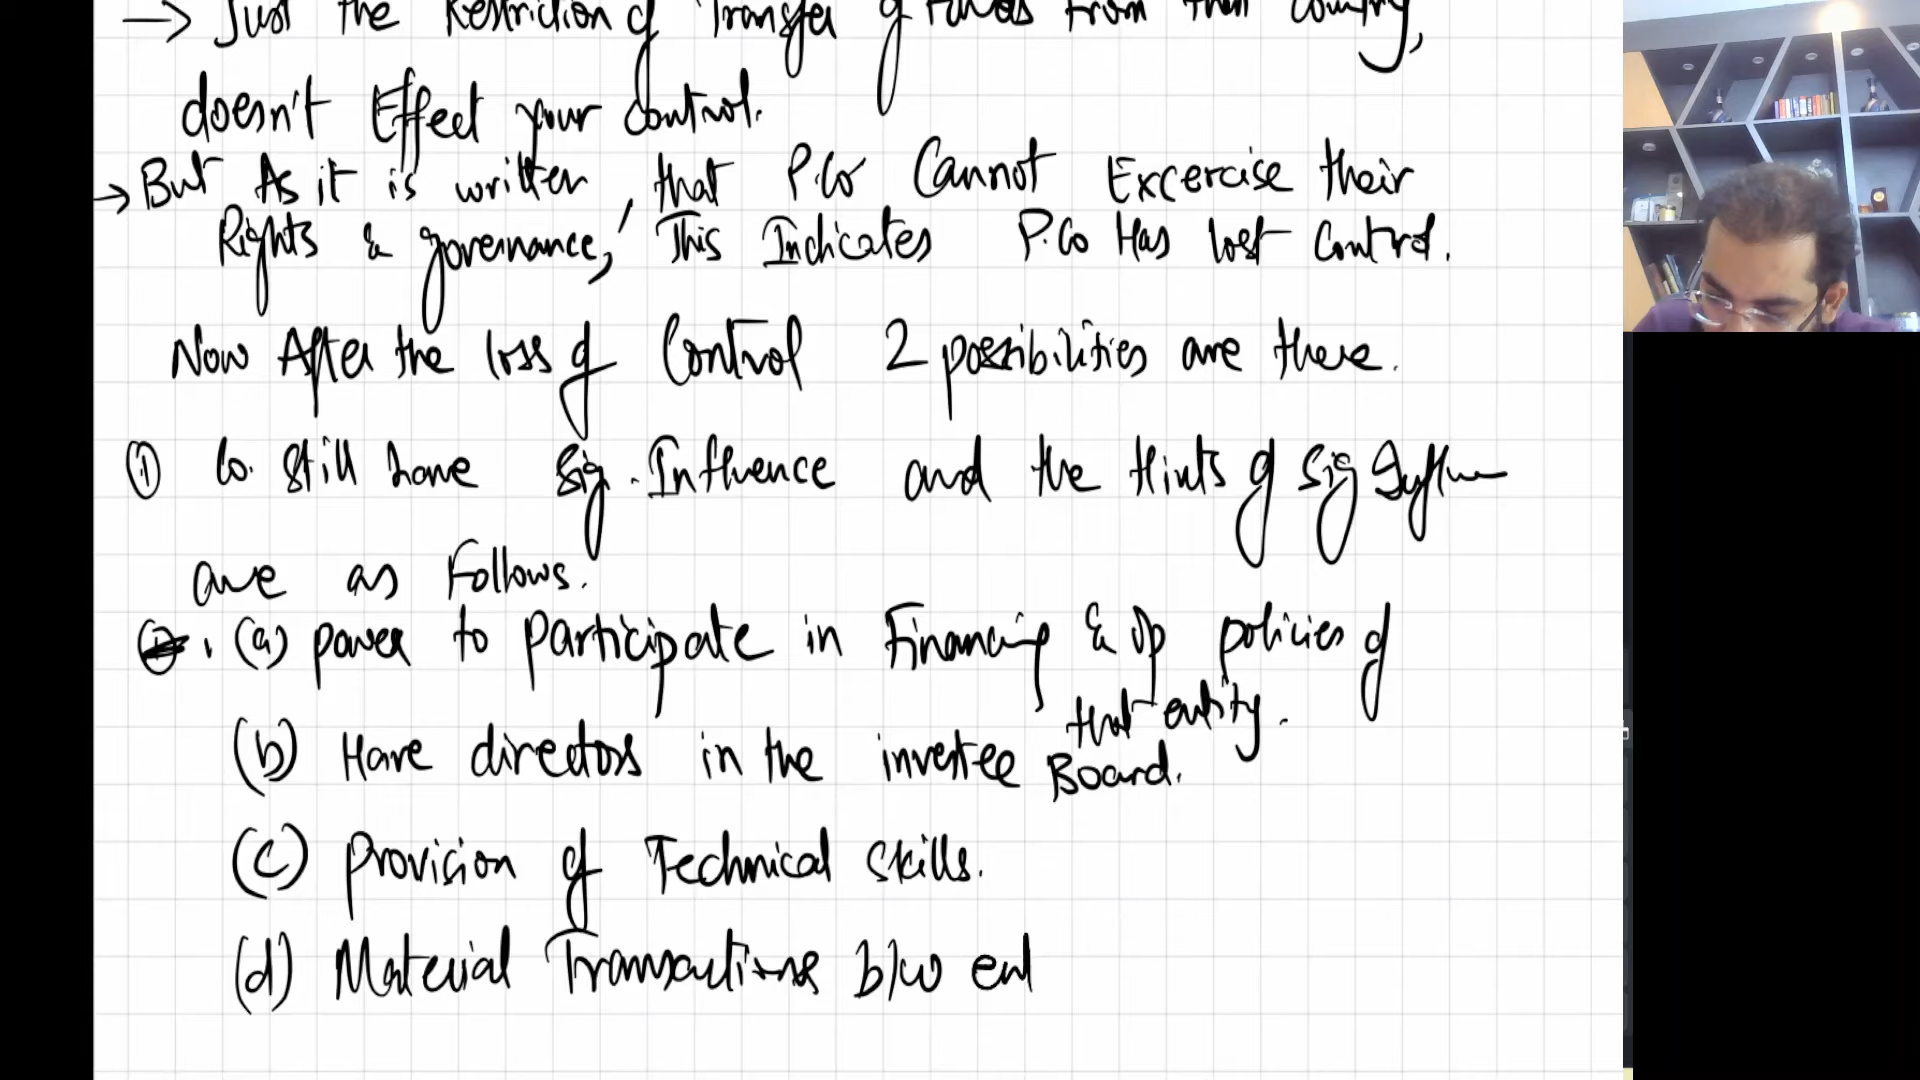 → Just the Restriction of Transfer of Funds from their Country,
doesn't Effect your control.
→ But As it is written, that P.Co Cannot Excercise their
Rights & governance, This Indicates P.Co Has lost Control.
Now After the loss of Control 2 possibilities are there.
① Co. Still have Sig. Influence and the Hints of Sig
are as Follows.
(a) power to Participate in Financing & Op policies of
that entity.
(b) Have directors in the investee Board.
(c) Provision of Technical Skills.
(d) Material Transactions b/w ent